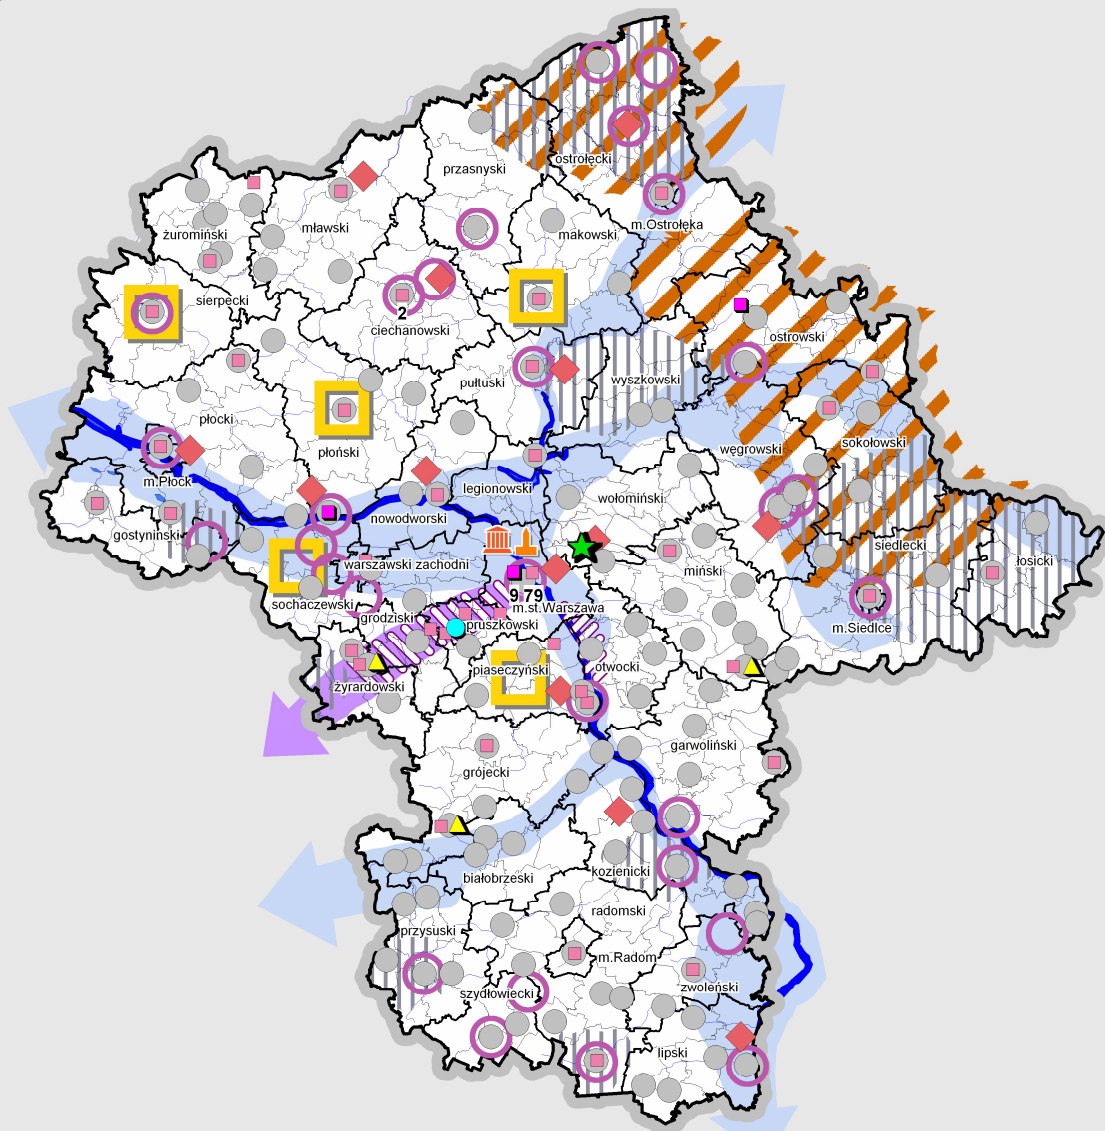 przasnyski
ostrołęcki
m.Ostrołęka
żuromiński
mławski
makowski
sierpecki
2
ciechanowski
ostrowski
pułtuski
wyszkowski
płocki
płoński
węgrowski
sokołowski
m.Płock
legionowski
wołomiński
gostyniński
nowodworski
siedlecki
łosicki
warszawski zachodni
miński
sochaczewski
9
79
m.st.Warszawa
grodziski
pruszkowski
m.Siedlce
piaseczyński
otwocki
żyrardowski
garwoliński
grójecki
kozienicki
białobrzeski
radomski
przysuski
m.Radom
szydłowiecki
zwoleński
lipski